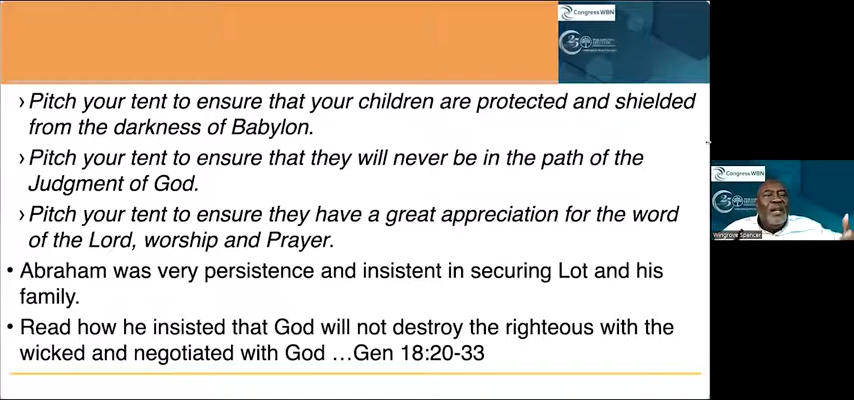 Congress WBN
25
› Pitch your tent to ensure that your children are protected and shielded
from the darkness of Babylon.
› Pitch your tent to ensure that they will never be in the path of the
Judgment of God.
› Pitch your tent to ensure they have a great appreciation for the word
of the Lord, worship and Prayer.
• Abraham was very persistence and insistent in securing Lot and his
family.
• Read how he insisted that God will not destroy the righteous with the
wicked and negotiated with God …Gen 18:20-33
Congress WBN
25
Wingrove Spencer